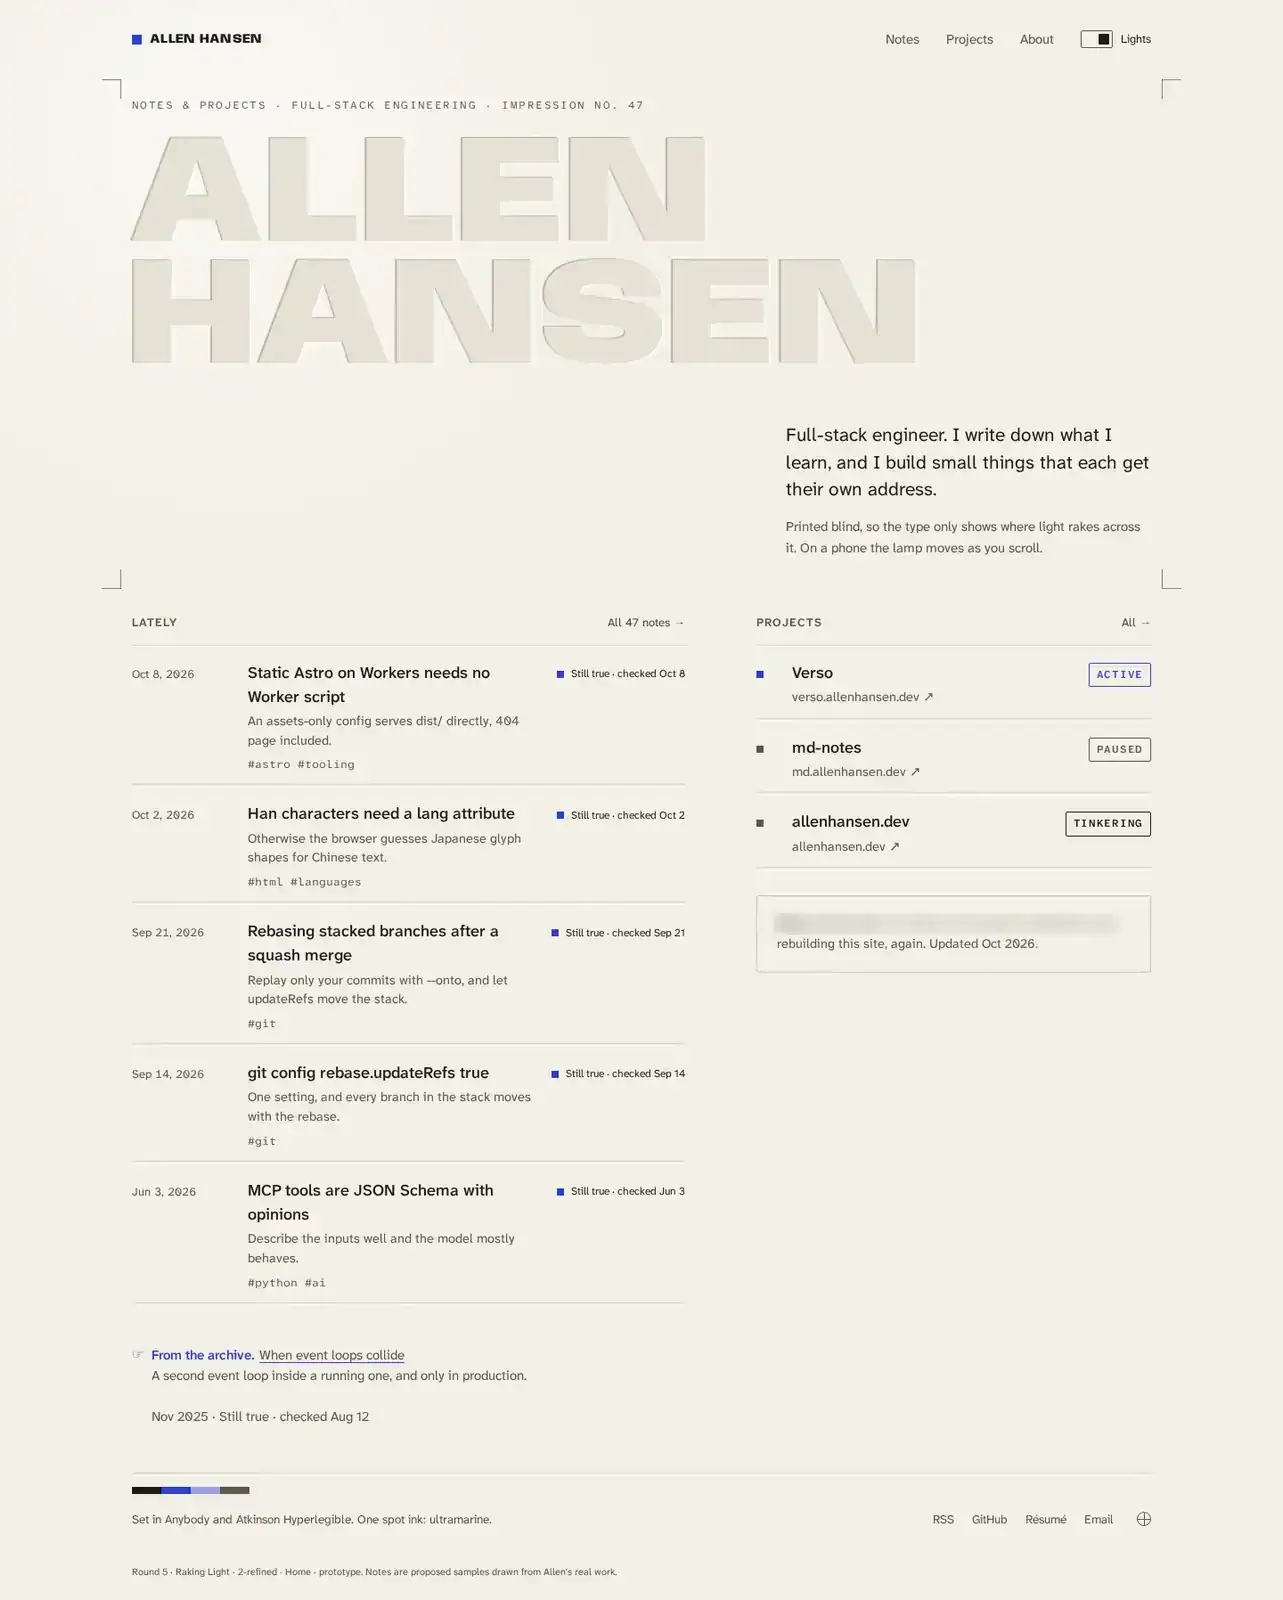 ALLEN HANSEN
Notes Projects About Lights
NOTES & PROJECTS · FULL-STACK ENGINEERING · IMPRESSION NO. 47
ALLEN
HANSEN
Full-stack engineer. I write down what I
learn, and I build small things that each get
their own address.
Printed blind, so the type only shows where light rakes across
it. On a phone the lamp moves as you scroll.
LATELY All 47 notes →
Oct 8, 2026
Static Astro on Workers needs no
Worker script
Still true · checked Oct 8
An assets-only config serves dist/ directly, 404
page included.
#astro #tooling
Oct 2, 2026
Han characters need a lang attribute
Still true · checked Oct 2
Otherwise the browser guesses Japanese glyph
shapes for Chinese text.
#html #languages
Sep 21, 2026
Rebasing stacked branches after a
squash merge
Still true · checked Sep 21
Replay only your commits with --onto, and let
updateRefs move the stack.
#git
Sep 14, 2026
git config rebase.updateRefs true
Still true · checked Sep 14
One setting, and every branch in the stack moves
with the rebase.
#git
Jun 3, 2026
MCP tools are JSON Schema with
opinions
Still true · checked Jun 3
Describe the inputs well and the model mostly
behaves.
#python #ai
PROJECTS All →
Verso ACTIVE
verso.allenhansen.dev ↗
md-notes PAUSED
md.allenhansen.dev ↗
allenhansen.dev TINKERING
allenhansen.dev ↗
rebuilding this site, again. Updated Oct 2026.
☞ From the archive. When event loops collide
A second event loop inside a running one, and only in production.
Nov 2025 · Still true · checked Aug 12
Set in Anybody and Atkinson Hyperlegible. One spot ink: ultramarine.
RSS GitHub Résumé Email
Round 5 · Raking Light · 2-refined · Home · prototype. Notes are proposed samples drawn from Allen's real work.